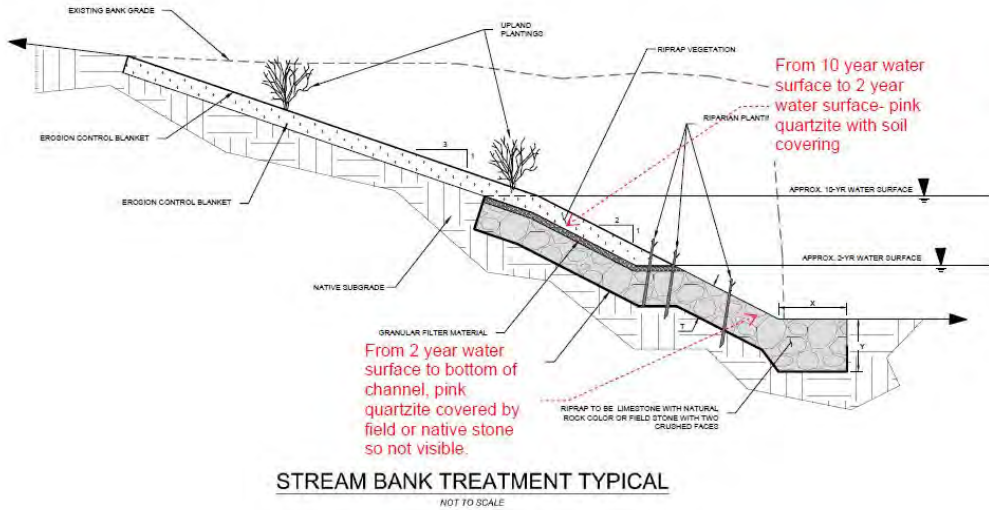 EXISTING BANK GRADE
UPLAND
PLANTINGS
RIPRAP VEGETATION
From 10 year water
surface to 2 year
water surface- pink
quartzite with soil
covering
EROSION CONTROL BLANKET
3
1
RIPARIAN
APPROX. 10-YR WATER SURFACE
EROSION CONTROL BLANKET
2
1
APPROX. 2-YR WATER SURFACE
NATIVE SUBGRADE
X
GRANULAR FILTER MATERIAL
T
Y
From 2 year water
surface to bottom of
channel, pink
quartzite covered by
field or native stone
so not visible.
RIPRAP TO BE LIMESTONE WITH NATURAL
ROCK COLOR OR FIELD STONE WITH TWO
CRUSHED FACES
STREAM BANK TREATMENT TYPICAL
NOT TO SCALE